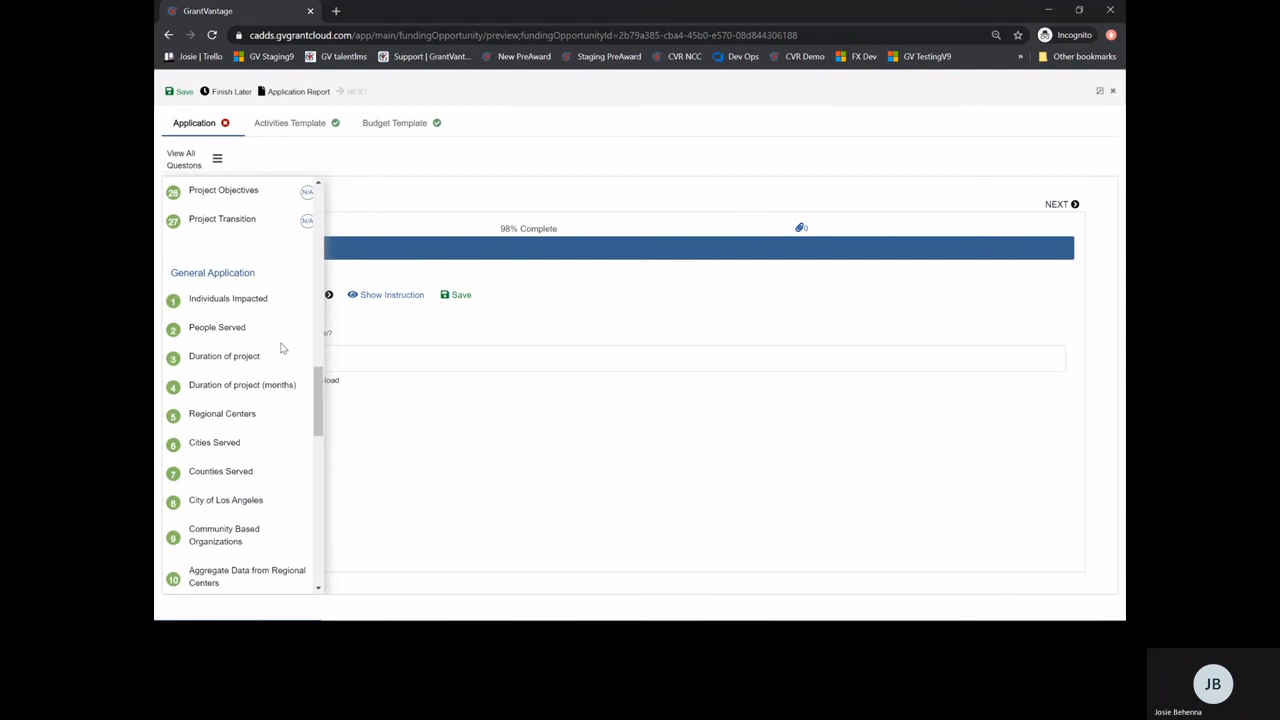 GrantVantage
cadds.gvgrantcloud.com/app/main/fundingOpportunity/preview;fundingOpportunityId=2b79a385-cba4-45b0-e570-08d844306188
Incognito
Josie | Trello
GV Staging9
GV talentlms
Support | GrantVant...
New PreAward
Staging PreAward
CVR NCC
Dev Ops
CVR Demo
FX Dev
GV TestingV9
»
Other bookmarks
Save
Finish Later
Application Report
NEXT
Application
Activities Template
Budget Template
View All
Questons
26 Project Objectives N/A
27 Project Transition N/A
NEXT
98% Complete
0
General Application
1 Individuals Impacted
Show Instruction
Save
2 People Served
e?
3 Duration of project
load
4 Duration of project (months)
5 Regional Centers
6 Cities Served
7 Counties Served
8 City of Los Angeles
9 Community Based
Organizations
10 Aggregate Data from Regional
Centers
JB
Josie Behenna